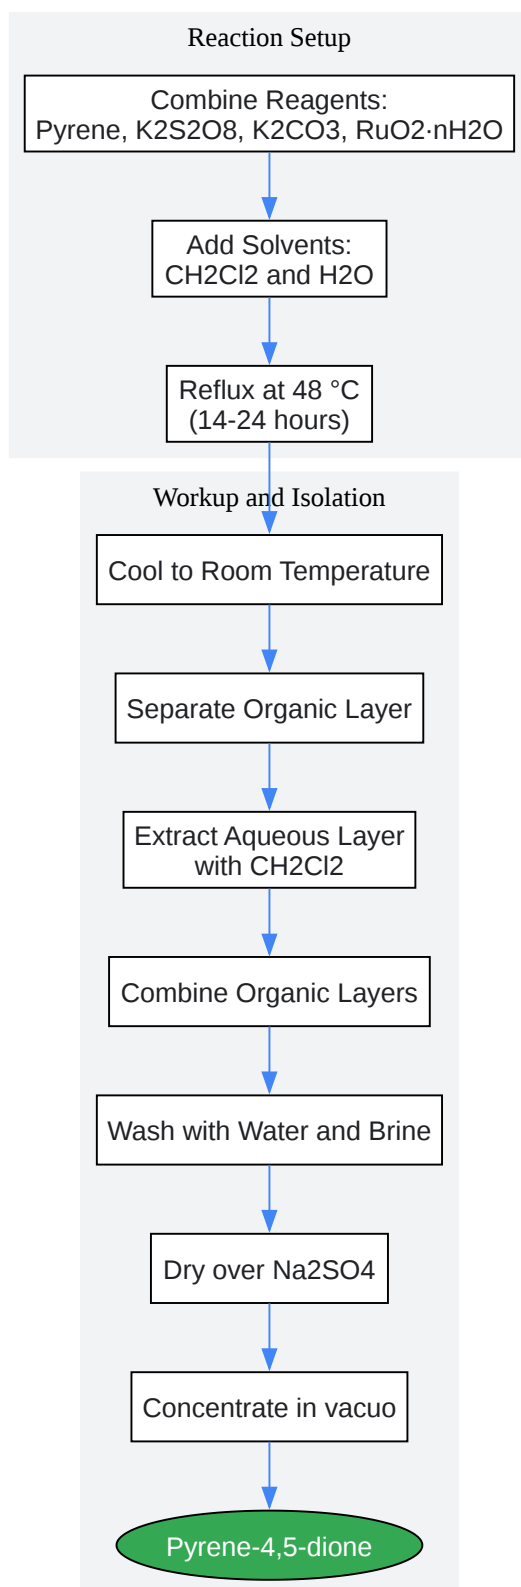 Reaction Setup
Combine Reagents:
Pyrene, K2S2O8, K2CO3, RuO2·nH2O
Add Solvents:
CH2Cl2 and H2O
Reflux at 48 °C
(14-24 hours)
Workup and Isolation
Cool to Room Temperature
Separate Organic Layer
Extract Aqueous Layer
with CH2Cl2
Combine Organic Layers
Wash with Water and Brine
Dry over Na2SO4
Concentrate in vacuo
Pyrene-4,5-dione